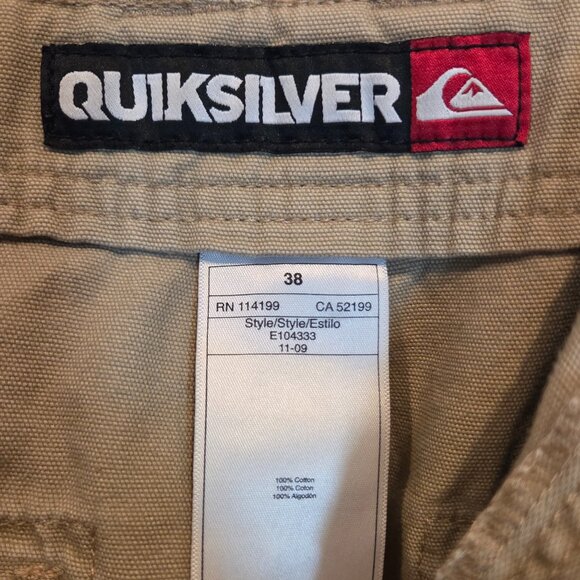 QUIKSILVER
38
RN 114199 CA 52199
Style/Style/Estilo
E104333
11-09
100% Cotton
100% Coton
100% Algodón